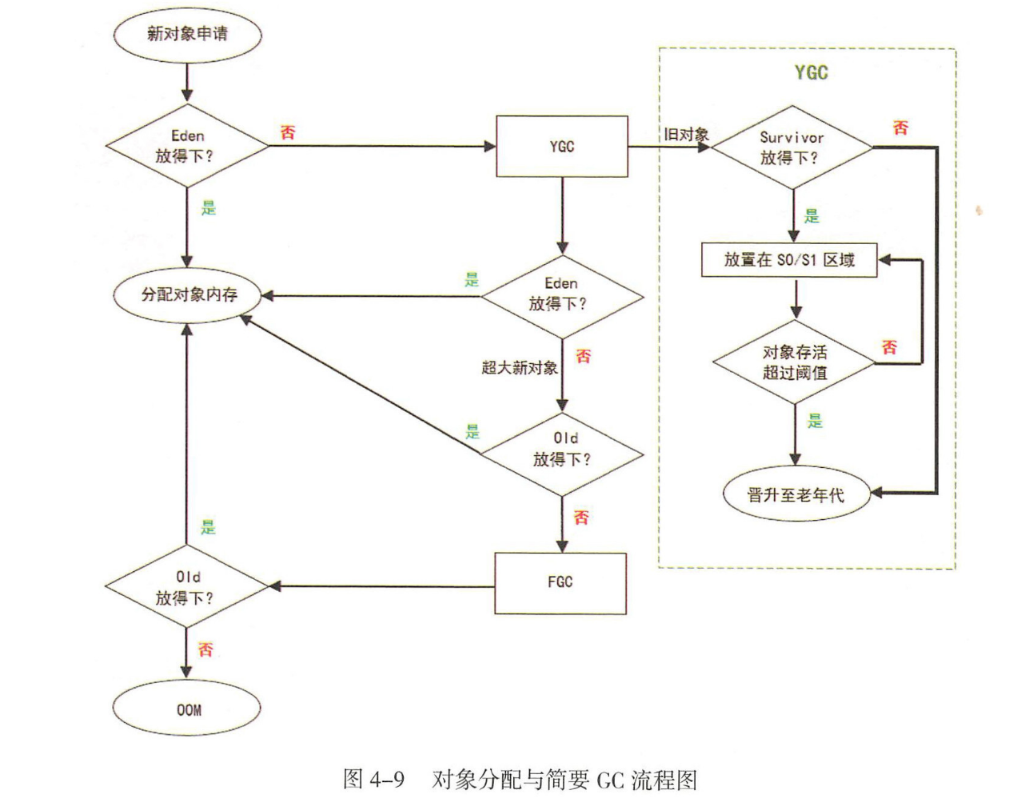 新对象申请
YGC
Eden
放得下?
否
YGC
旧对象
Survivor
放得下?
否
是
是
放置在 S0/S1 区域
分配对象内存
是
Eden
放得下?
否
超大新对象
对象存活
超过阈值
否
是
是
Old
放得下?
否
晋升至老年代
是
Old
放得下?
FGC
否
OOM
图 4-9 对象分配与简要 GC 流程图